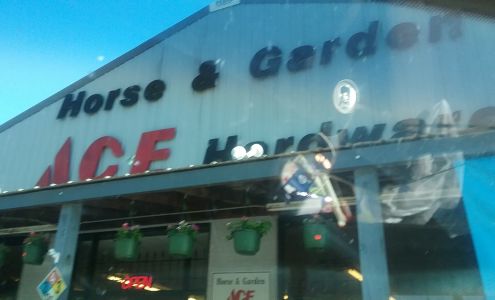 Horse & Garden
ACE Hardware
OPEN
Horse & Garden
ACE